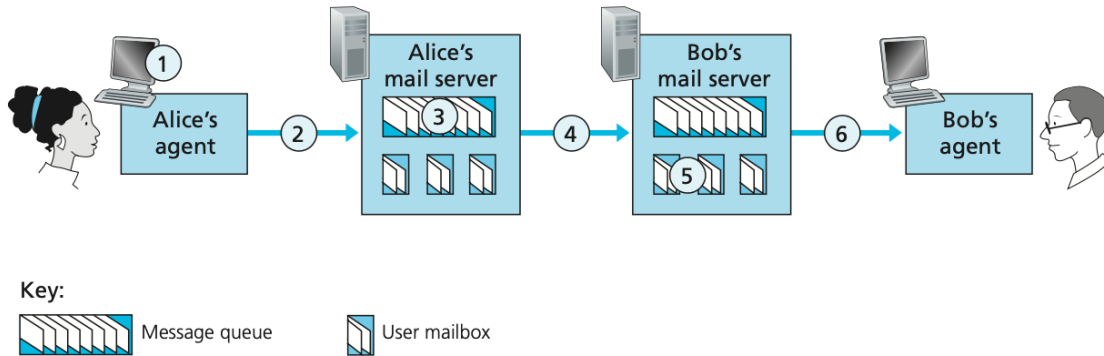 1
Alice's
agent
2
Alice's
mail server
3
4
Bob's
mail server
5
6
Bob's
agent
Key:
Message queue
User mailbox